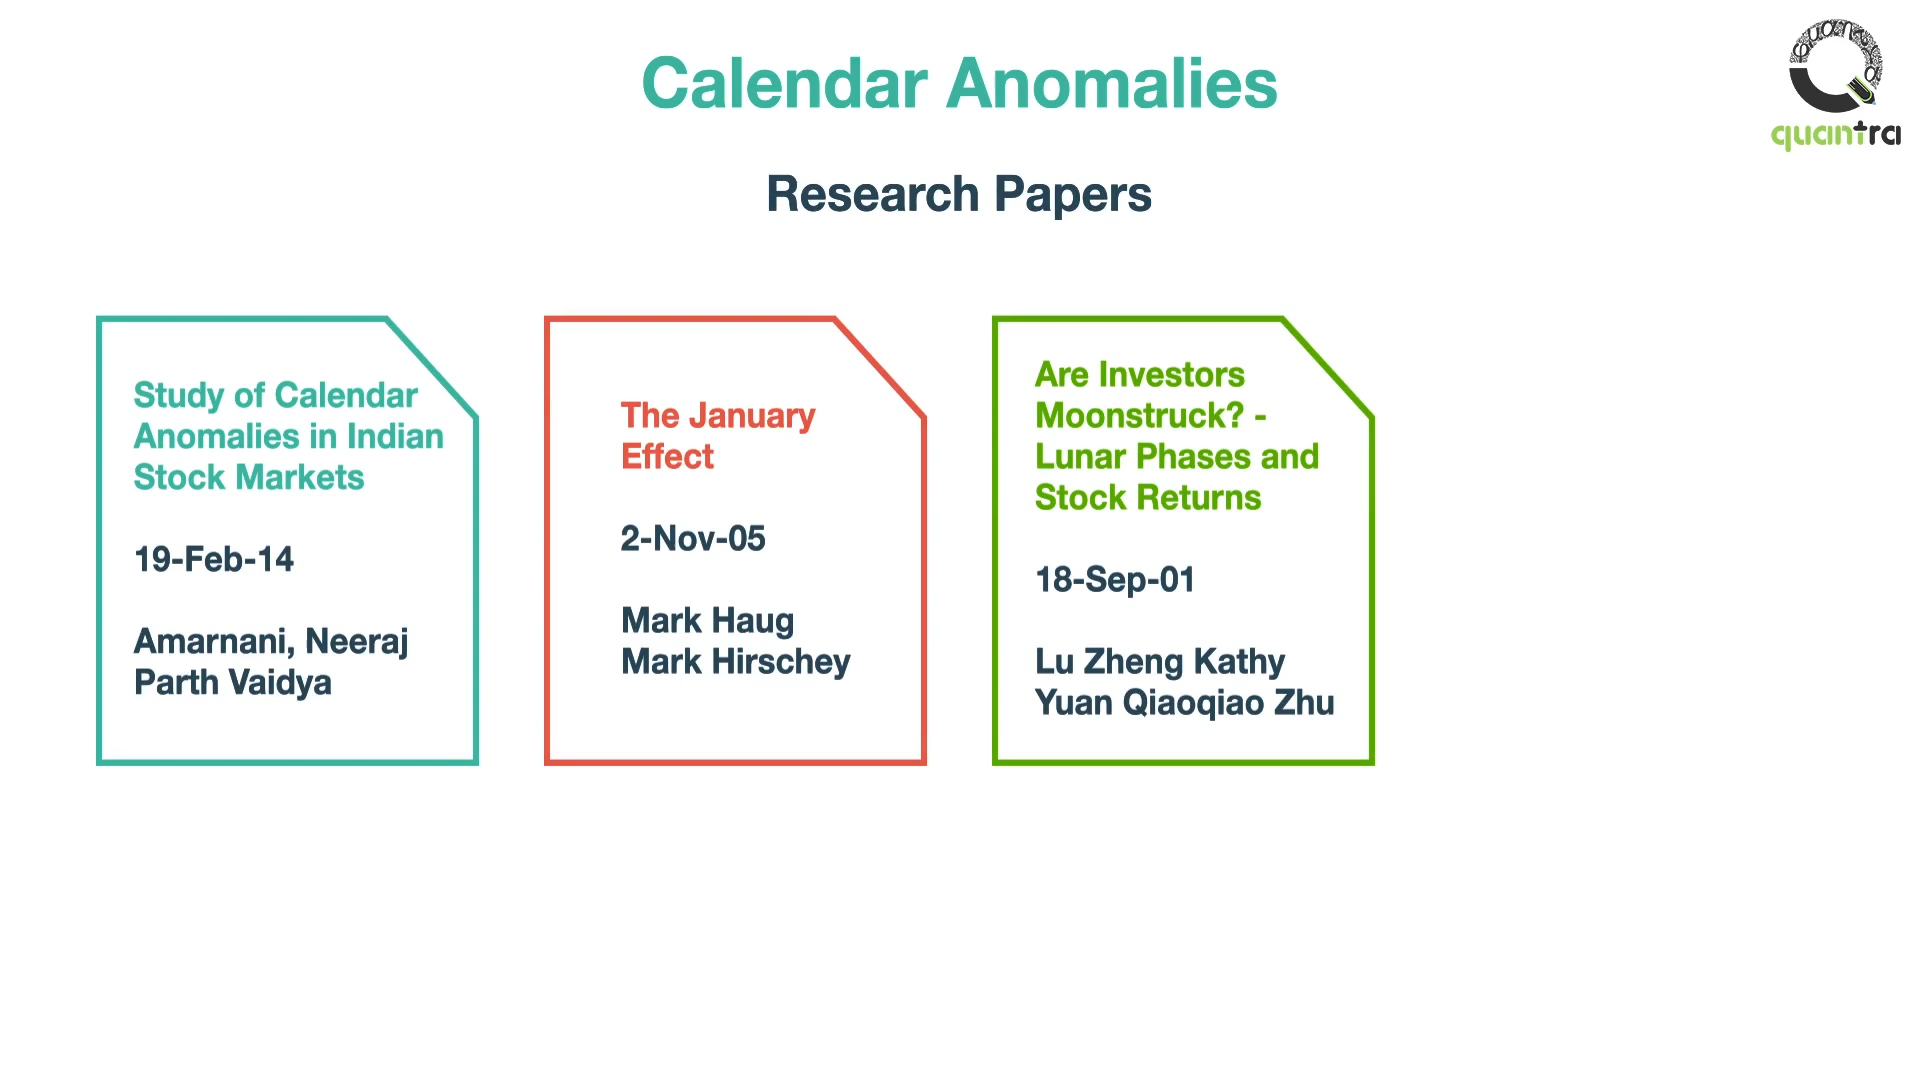 Calendar Anomalies
quantra
Research Papers
Study of Calendar
Anomalies in Indian
Stock Markets
19-Feb-14
Amarnani, Neeraj
Parth Vaidya
The January
Effect
2-Nov-05
Mark Haug
Mark Hirschey
Are Investors
Moonstruck? -
Lunar Phases and
Stock Returns
18-Sep-01
Lu Zheng Kathy
Yuan Qiaoqiao Zhu